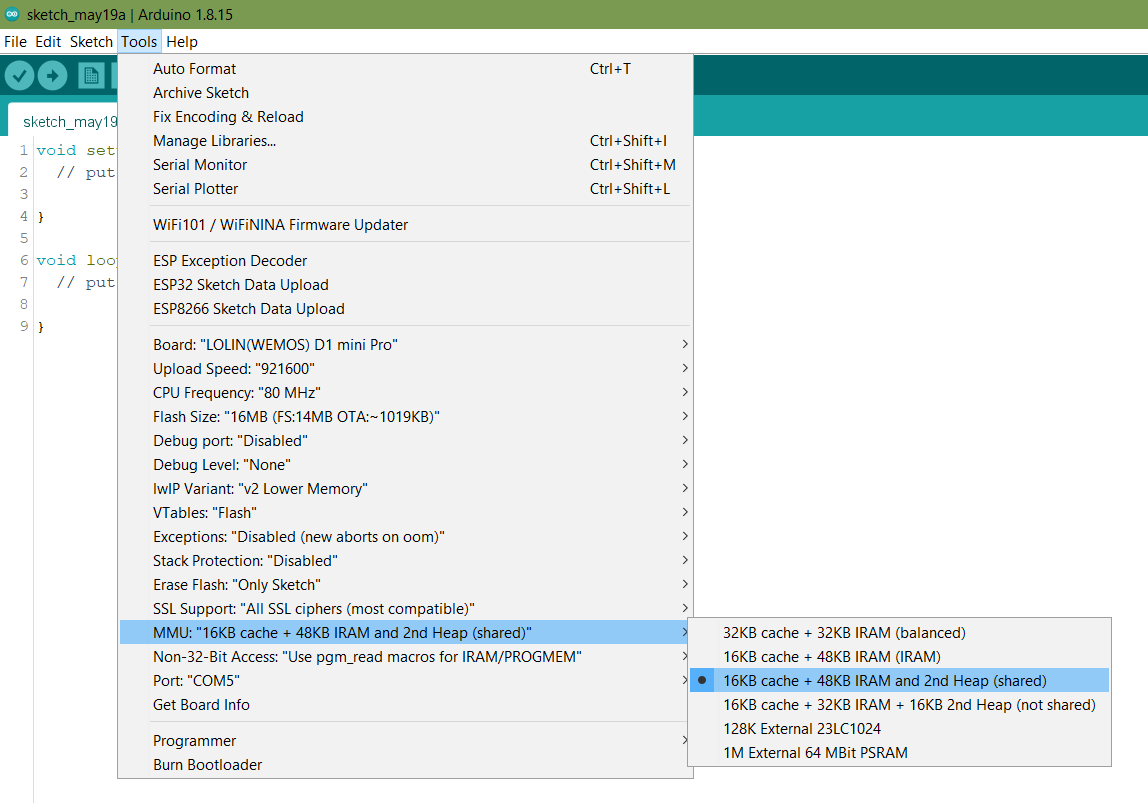 sketch_may19a | Arduino 1.8.15
File Edit Sketch Tools Help
Auto Format Ctrl+T
Archive Sketch
Fix Encoding & Reload
sketch_may19
Manage Libraries... Ctrl+Shift+I
1 void set
Serial Monitor Ctrl+Shift+M
2 // put
Serial Plotter Ctrl+Shift+L
3
4 }
WiFi101 / WiFiNINA Firmware Updater
5
6 void loo
ESP Exception Decoder
7 // put
ESP32 Sketch Data Upload
8
ESP8266 Sketch Data Upload
9 }
Board: "LOLIN(WEMOS) D1 mini Pro"
Upload Speed: "921600"
CPU Frequency: "80 MHz"
Flash Size: "16MB (FS:14MB OTA:~1019KB)"
Debug port: "Disabled"
Debug Level: "None"
lwIP Variant: "v2 Lower Memory"
VTables: "Flash"
Exceptions: "Disabled (new aborts on oom)"
Stack Protection: "Disabled"
Erase Flash: "Only Sketch"
SSL Support: "All SSL ciphers (most compatible)"
MMU: "16KB cache + 48KB IRAM and 2nd Heap (shared)"
Non-32-Bit Access: "Use pgm_read macros for IRAM/PROGMEM"
Port: "COM5"
Get Board Info
Programmer
Burn Bootloader
32KB cache + 32KB IRAM (balanced)
16KB cache + 48KB IRAM (IRAM)
16KB cache + 48KB IRAM and 2nd Heap (shared)
16KB cache + 32KB IRAM + 16KB 2nd Heap (not shared)
128K External 23LC1024
1M External 64 MBit PSRAM